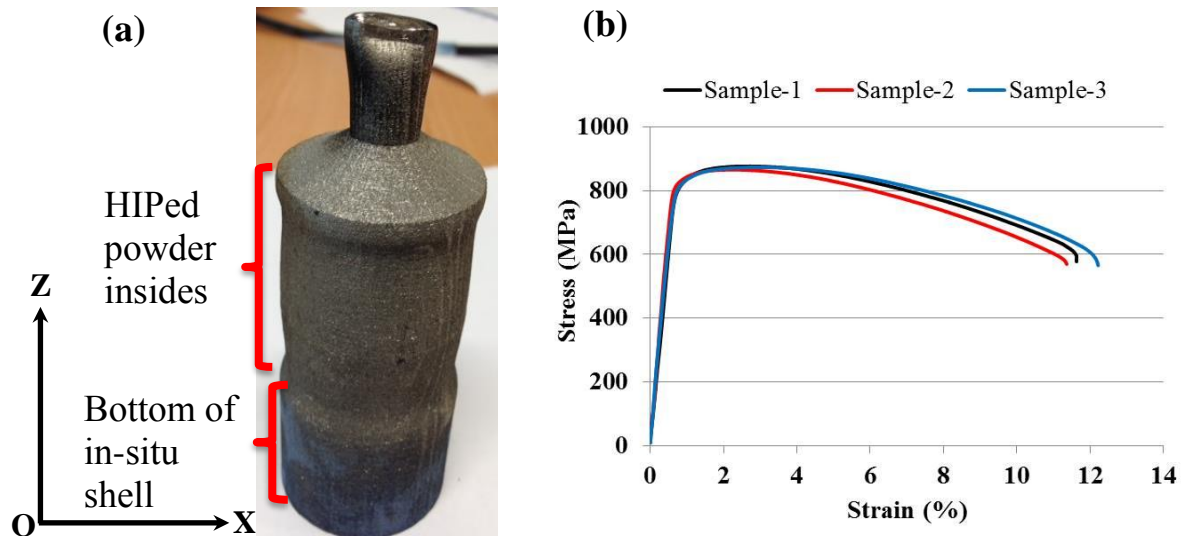 (a)
HIPed
powder
insides
Bottom of
in-situ
shell
Z
O
X
(b)
Sample-1 Sample-2 Sample-3
Stress (MPa)
1000
800
600
400
200
0
0 2 4 6 8 10 12 14
Strain (%)